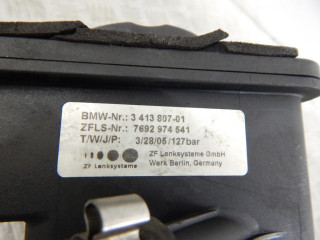 BMW-Nr.: 3 413 807-01
ZFLS-Nr.: 7692 974 541
T/W/J/P: 3/28/05/127bar
ZF Lenksysteme GmbH
Werk Berlin, Germany
ZF Lenksysteme